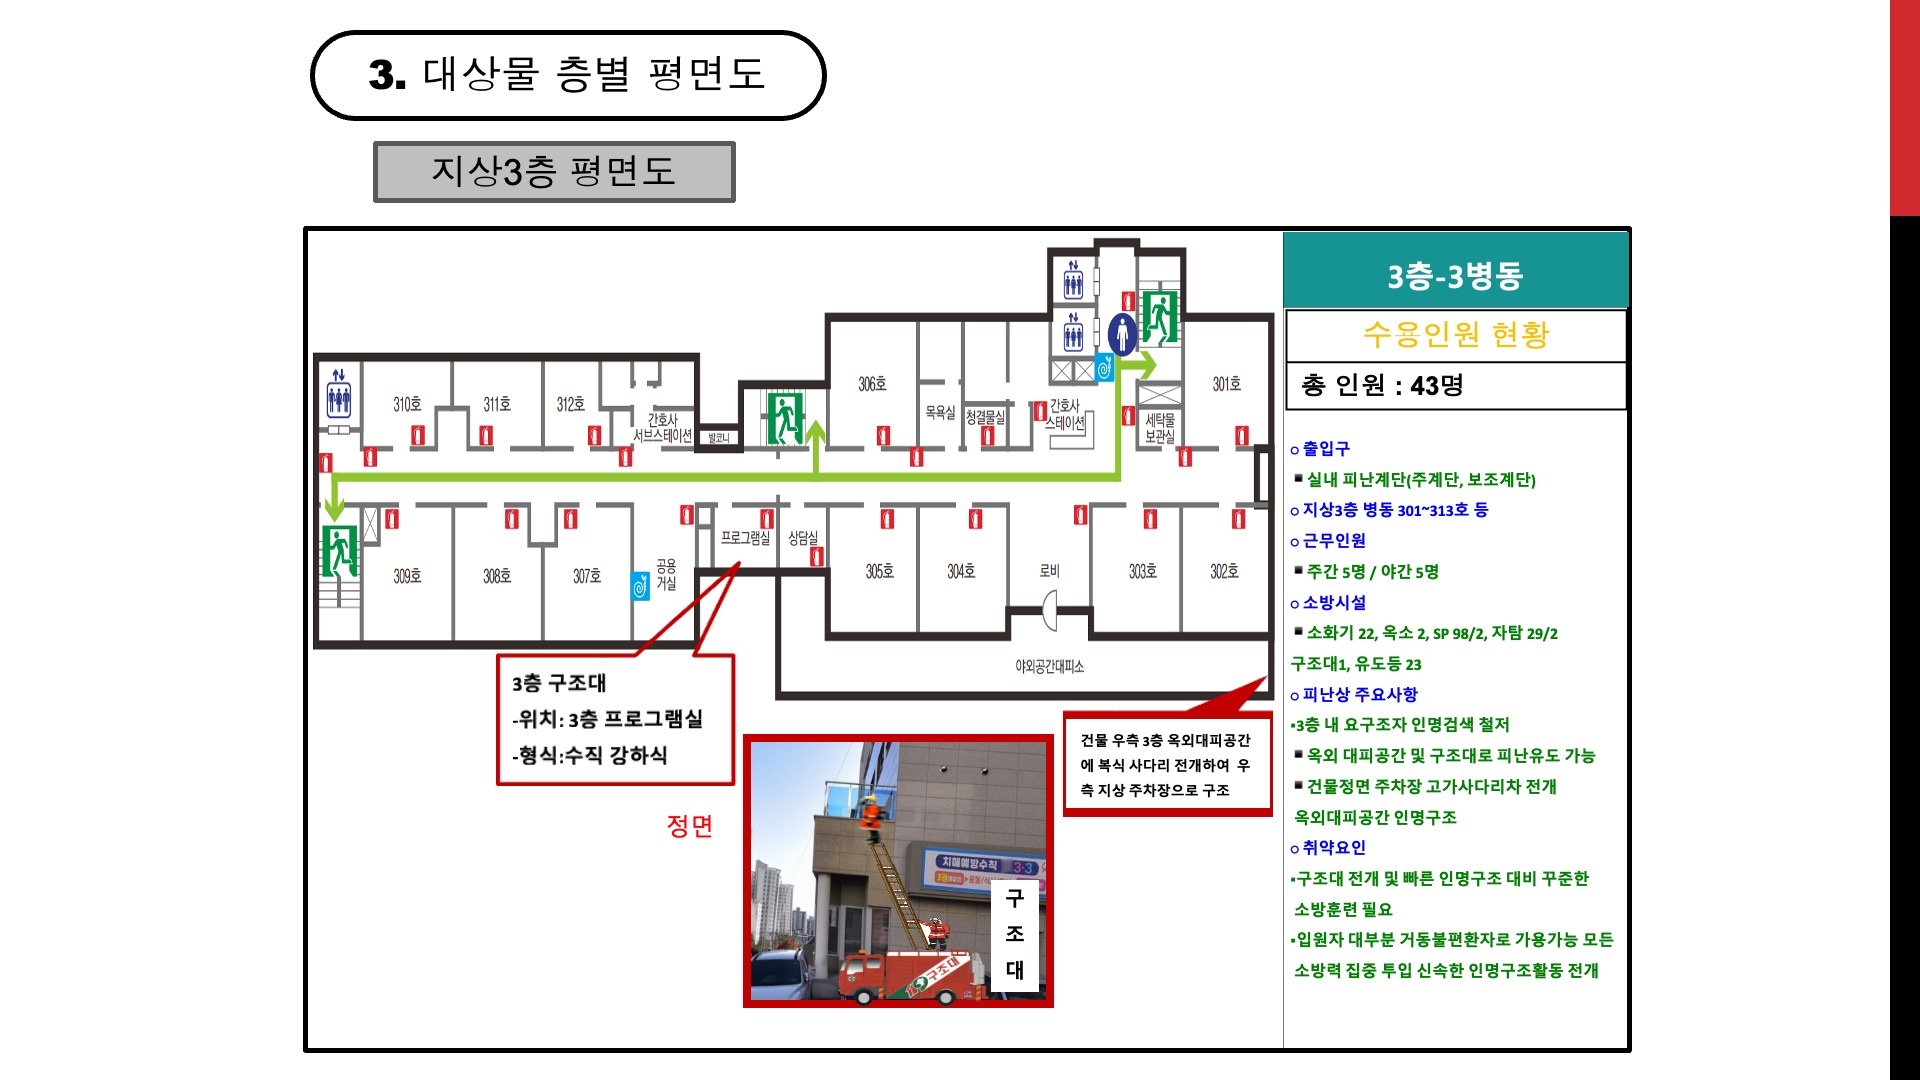 3. 대상물 층별 평면도
지상3층 평면도
310호
311호
312호
간호사
서브스테이션
발코니
306호
목욕실
청결물실
간호사
스테이션
세탁물
보관실
301호
309호
308호
307호
공용
거실
프로그램실
상담실
305호
304호
로비
303호
302호
야외공간대피소
3층 구조대
-위치: 3층 프로그램실
-형식:수직 강하식
정면
치매예방수칙 3·3
구조대
구
조
대
건물 우측 3층 옥외대피공간
에 복식 사다리 전개하여 우
측 지상 주차장으로 구조
3층-3병동
수용인원 현황
총 인원 : 43명
o 출입구
▪ 실내 피난계단(주계단, 보조계단)
o 지상3층 병동 301~313호 등
o 근무인원
▪ 주간 5명 / 야간 5명
o 소방시설
▪ 소화기 22, 옥소 2, SP 98/2, 자탐 29/2
구조대1, 유도등 23
o 피난상 주요사항
▪3층 내 요구조자 인명검색 철저
▪ 옥외 대피공간 및 구조대로 피난유도 가능
▪ 건물정면 주차장 고가사다리차 전개
옥외대피공간 인명구조
o 취약요인
▪구조대 전개 및 빠른 인명구조 대비 꾸준한
소방훈련 필요
▪입원자 대부분 거동불편환자로 가용가능 모든
소방력 집중 투입 신속한 인명구조활동 전개